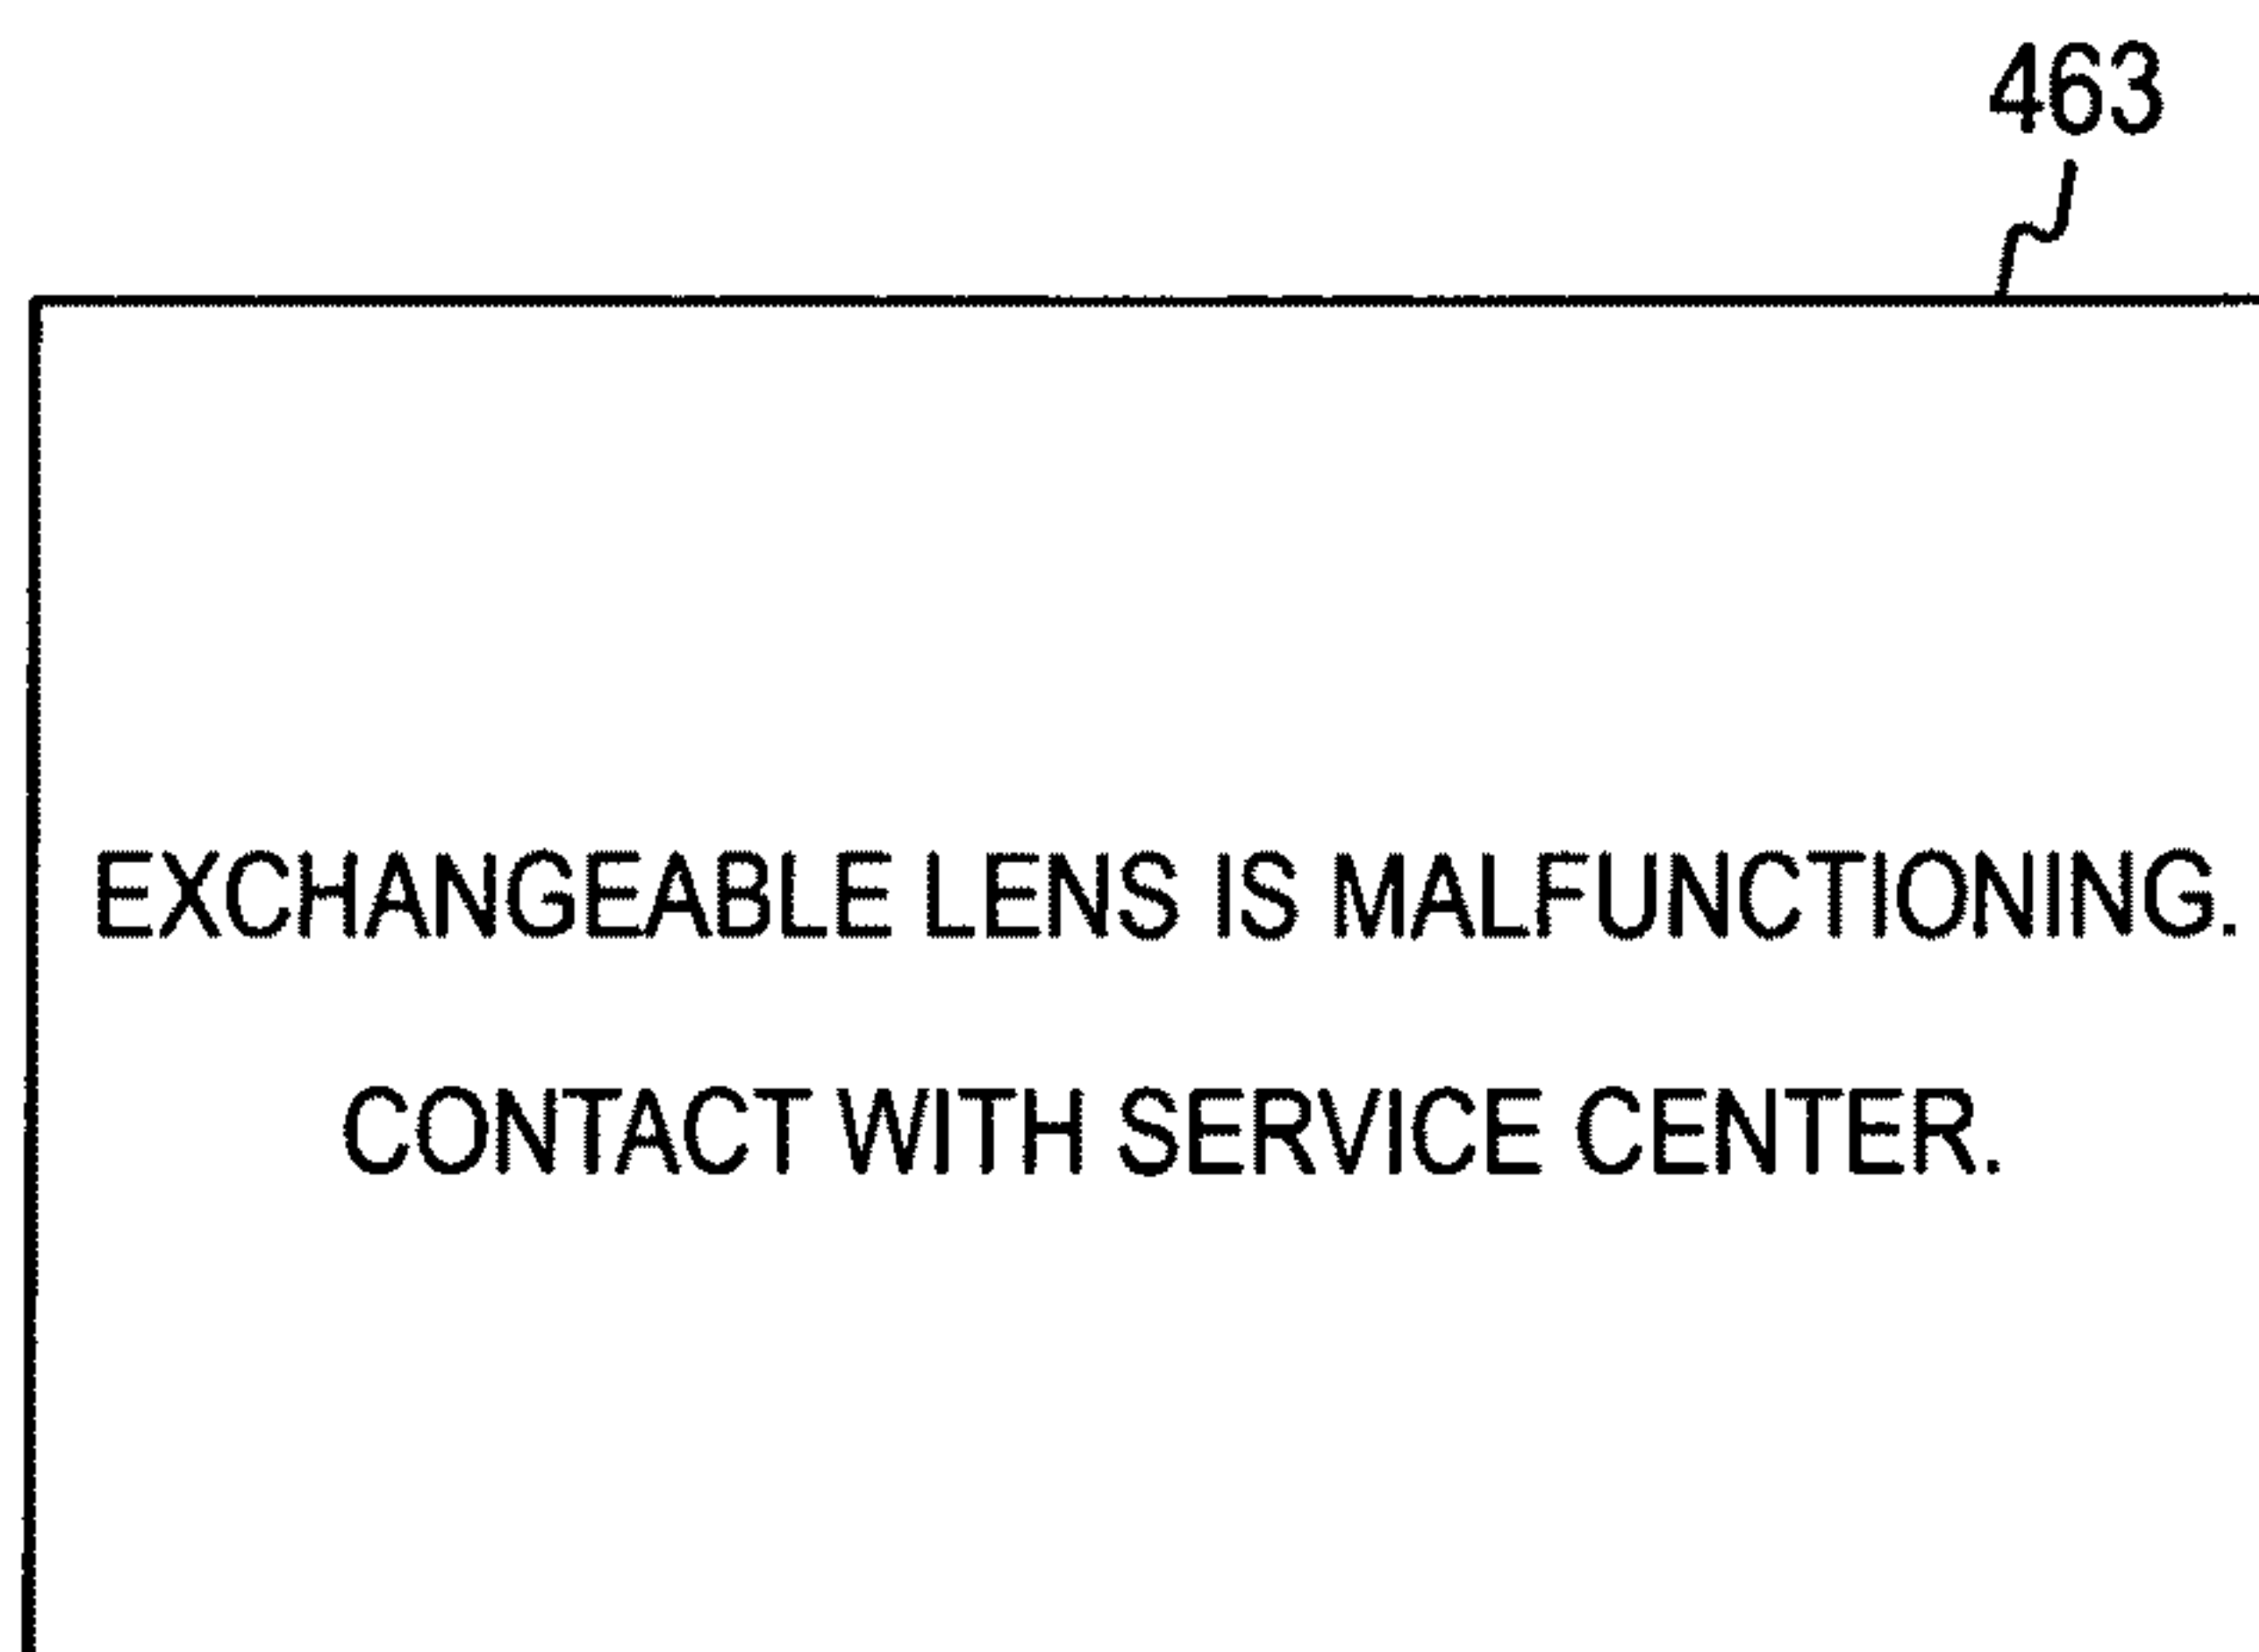 463
EXCHANGEABLE LENS IS MALFUNCTIONING.
CONTACT WITH SERVICE CENTER.